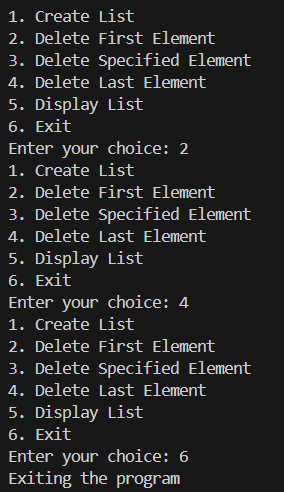 1. Create List
2. Delete First Element
3. Delete Specified Element
4. Delete Last Element
5. Display List
6. Exit
Enter your choice: 2
1. Create List
2. Delete First Element
3. Delete Specified Element
4. Delete Last Element
5. Display List
6. Exit
Enter your choice: 4
1. Create List
2. Delete First Element
3. Delete Specified Element
4. Delete Last Element
5. Display List
6. Exit
Enter your choice: 6
Exiting the program